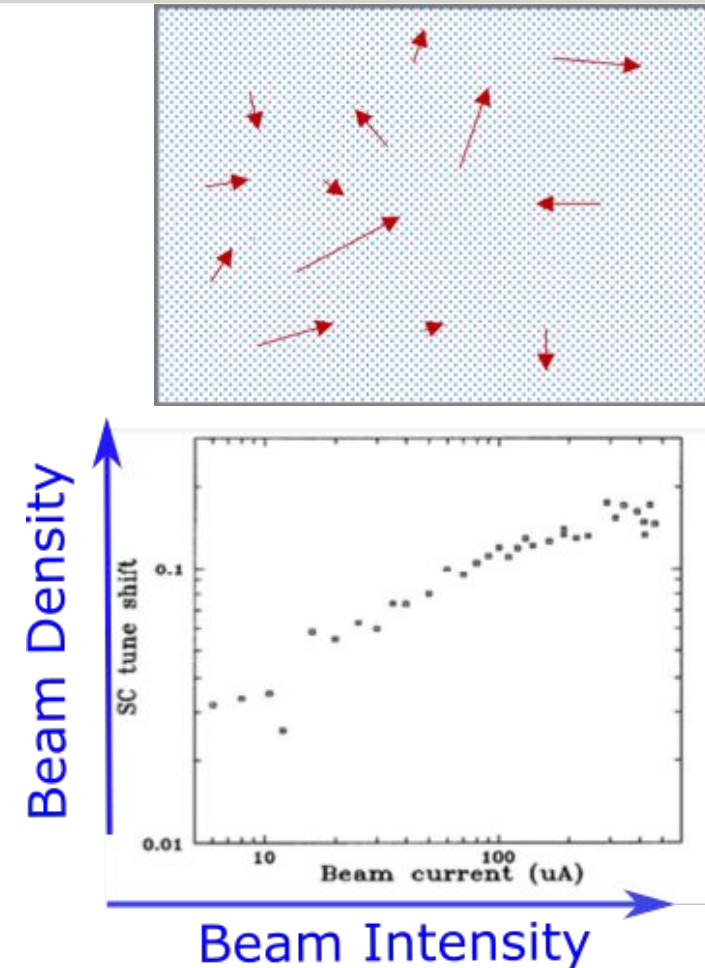 Beam Density
SC tune shift
0.1
0.01
10
100
Beam current (uA)
Beam Intensity